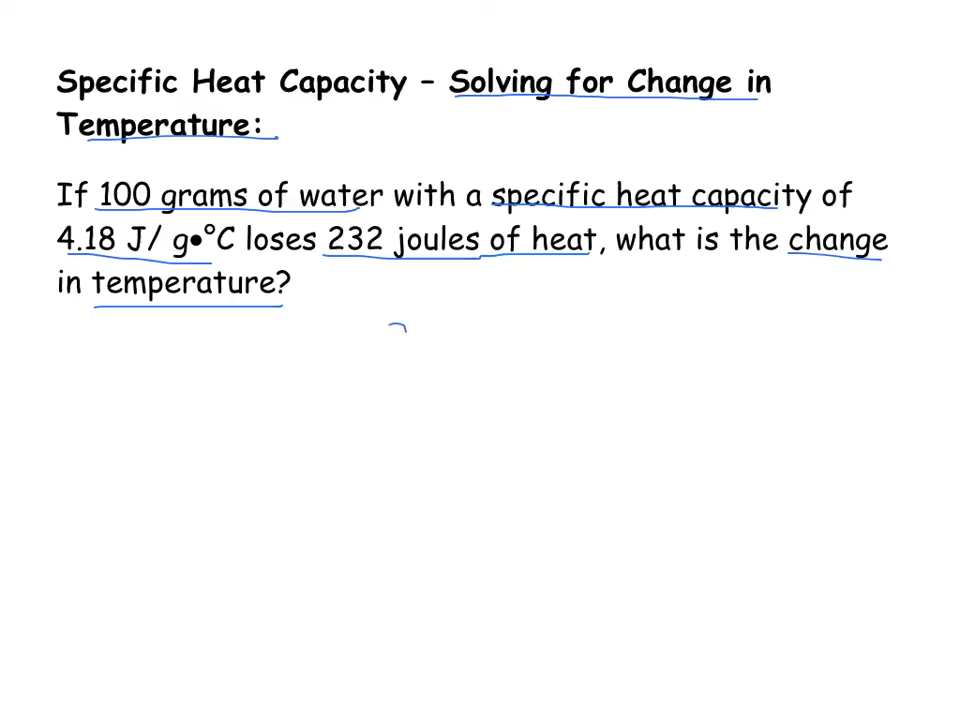 Specific Heat Capacity – Solving for Change in
Temperature:
If 100 grams of water with a specific heat capacity of
4.18 J/ g•°C loses 232 joules of heat, what is the change
in temperature?